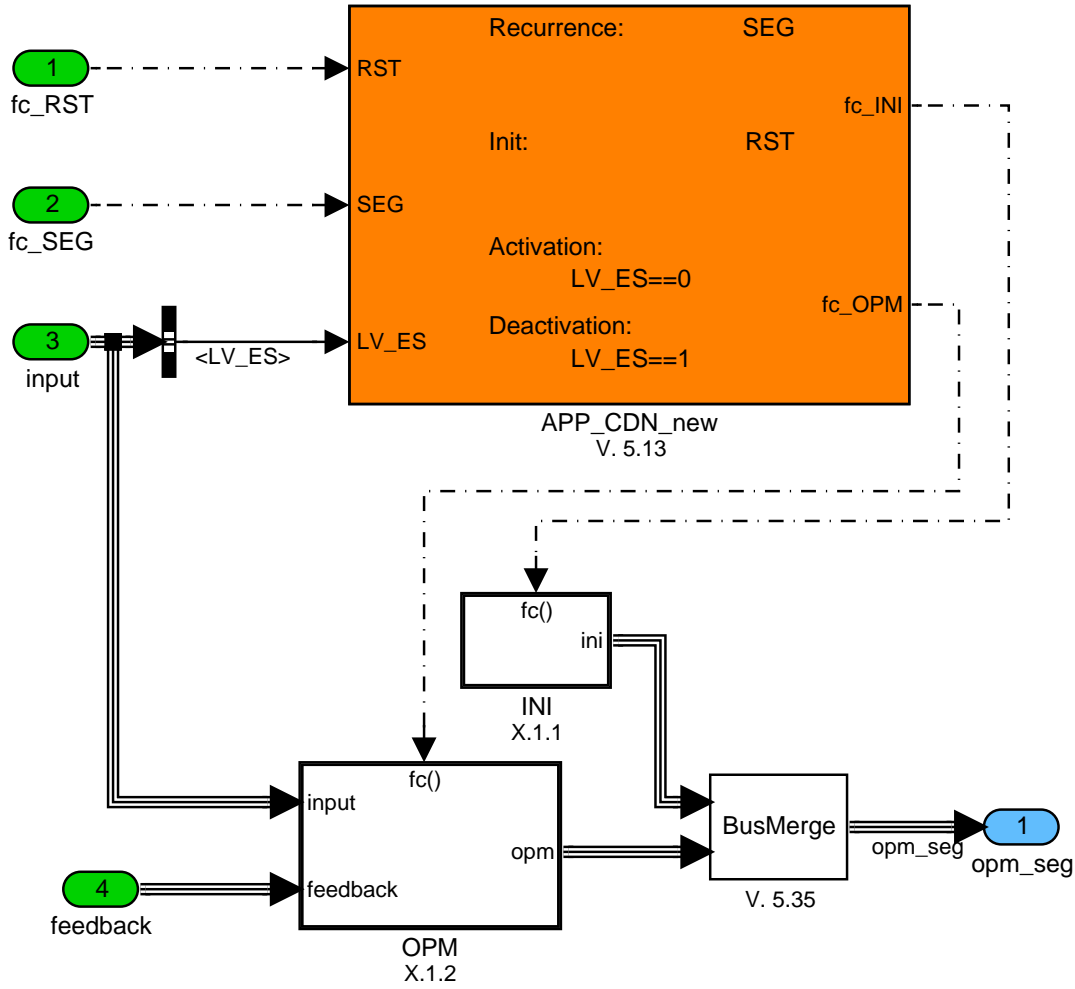 Recurrence: SEG
1
RST
fc_RST
fc_INI
Init: RST
2
SEG
fc_SEG
Activation:
LV_ES==0
fc_OPM
Deactivation:
3
LV_ES
<LV_ES>
LV_ES==1
input
APP_CDN_new
V. 5.13
fc()
ini
INI
X.1.1
fc()
input
opm
BusMerge
1
opm_seg
opm_seg
4
feedback
V. 5.35
feedback
OPM
X.1.2